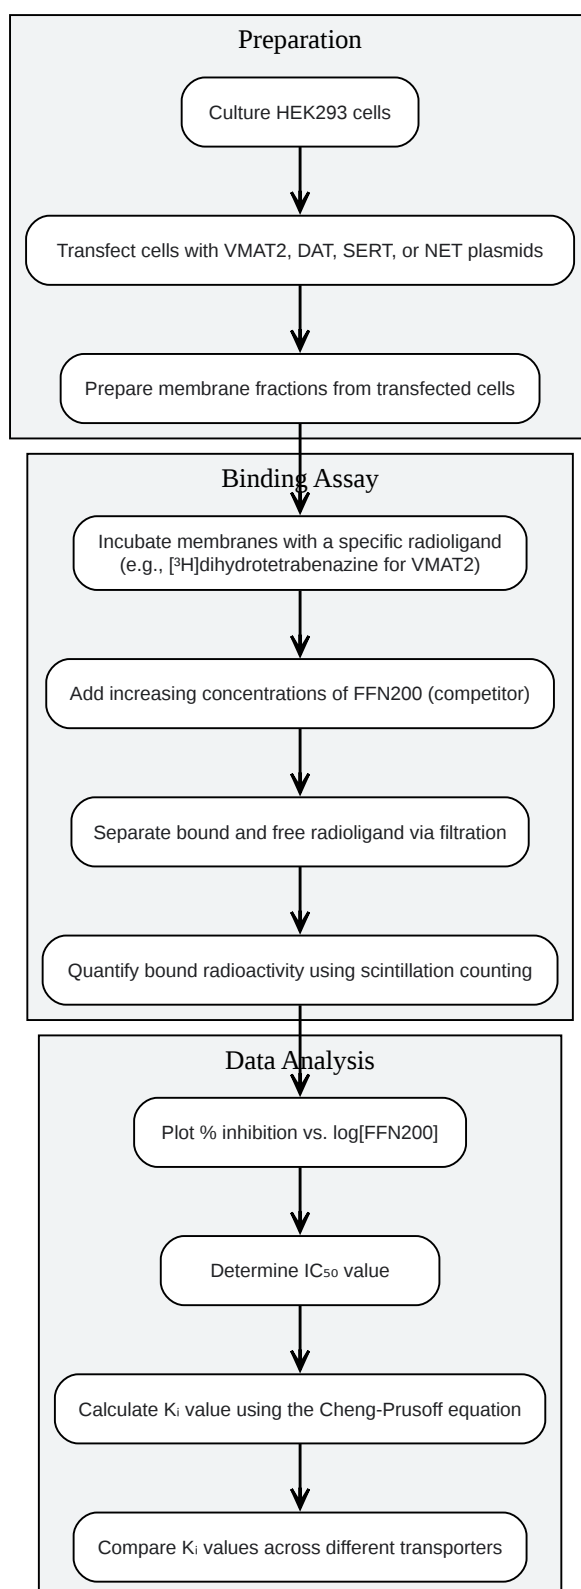 Preparation
Culture HEK293 cells
Transfect cells with VMAT2, DAT, SERT, or NET plasmids
Prepare membrane fractions from transfected cells
Binding Assay
Incubate membranes with a specific radioligand
(e.g., [³H]dihydrotetrabenazine for VMAT2)
Add increasing concentrations of FFN200 (competitor)
Separate bound and free radioligand via filtration
Quantify bound radioactivity using scintillation counting
Data Analysis
Plot % inhibition vs. log[FFN200]
Determine IC₅₀ value
Calculate Kᵢ value using the Cheng-Prusoff equation
Compare Kᵢ values across different transporters